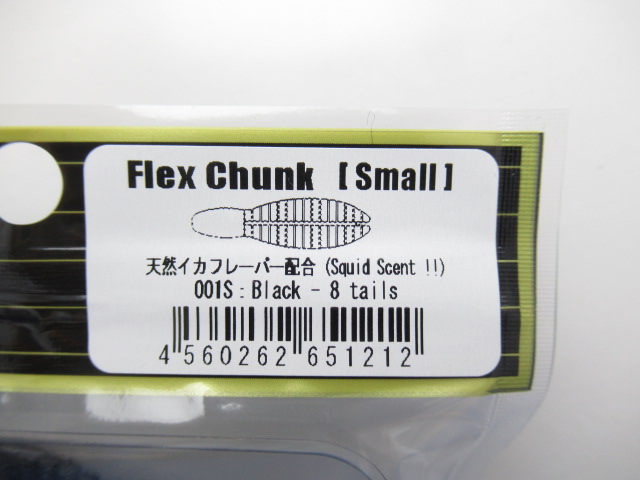 Flex Chunk [Small]
天然イカフレーバー配合 (Squid Scent !!)
001S : Black - 8 tails
4 560262 651212